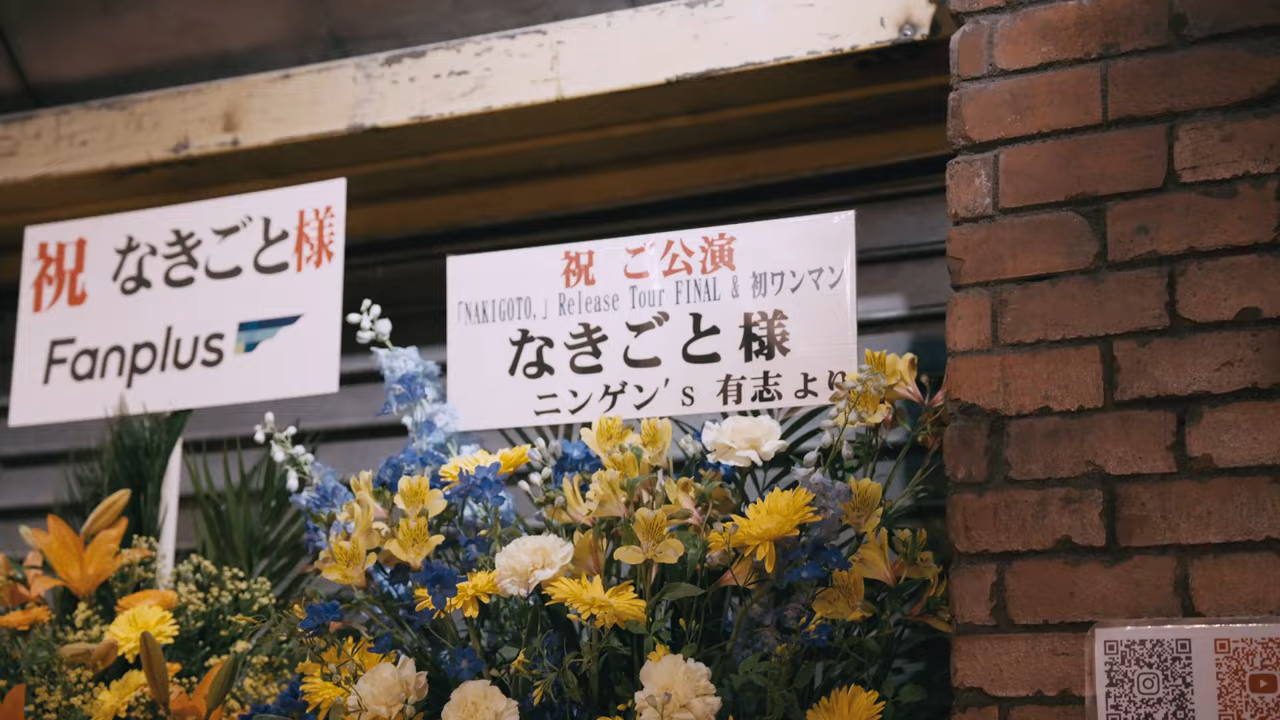 祝 なきごと様
Fanplus
祝 ご公演
「NAKIGOTO,」Release Tour FINAL & 初ワンマン
なきごと様
ニンゲン's 有志より